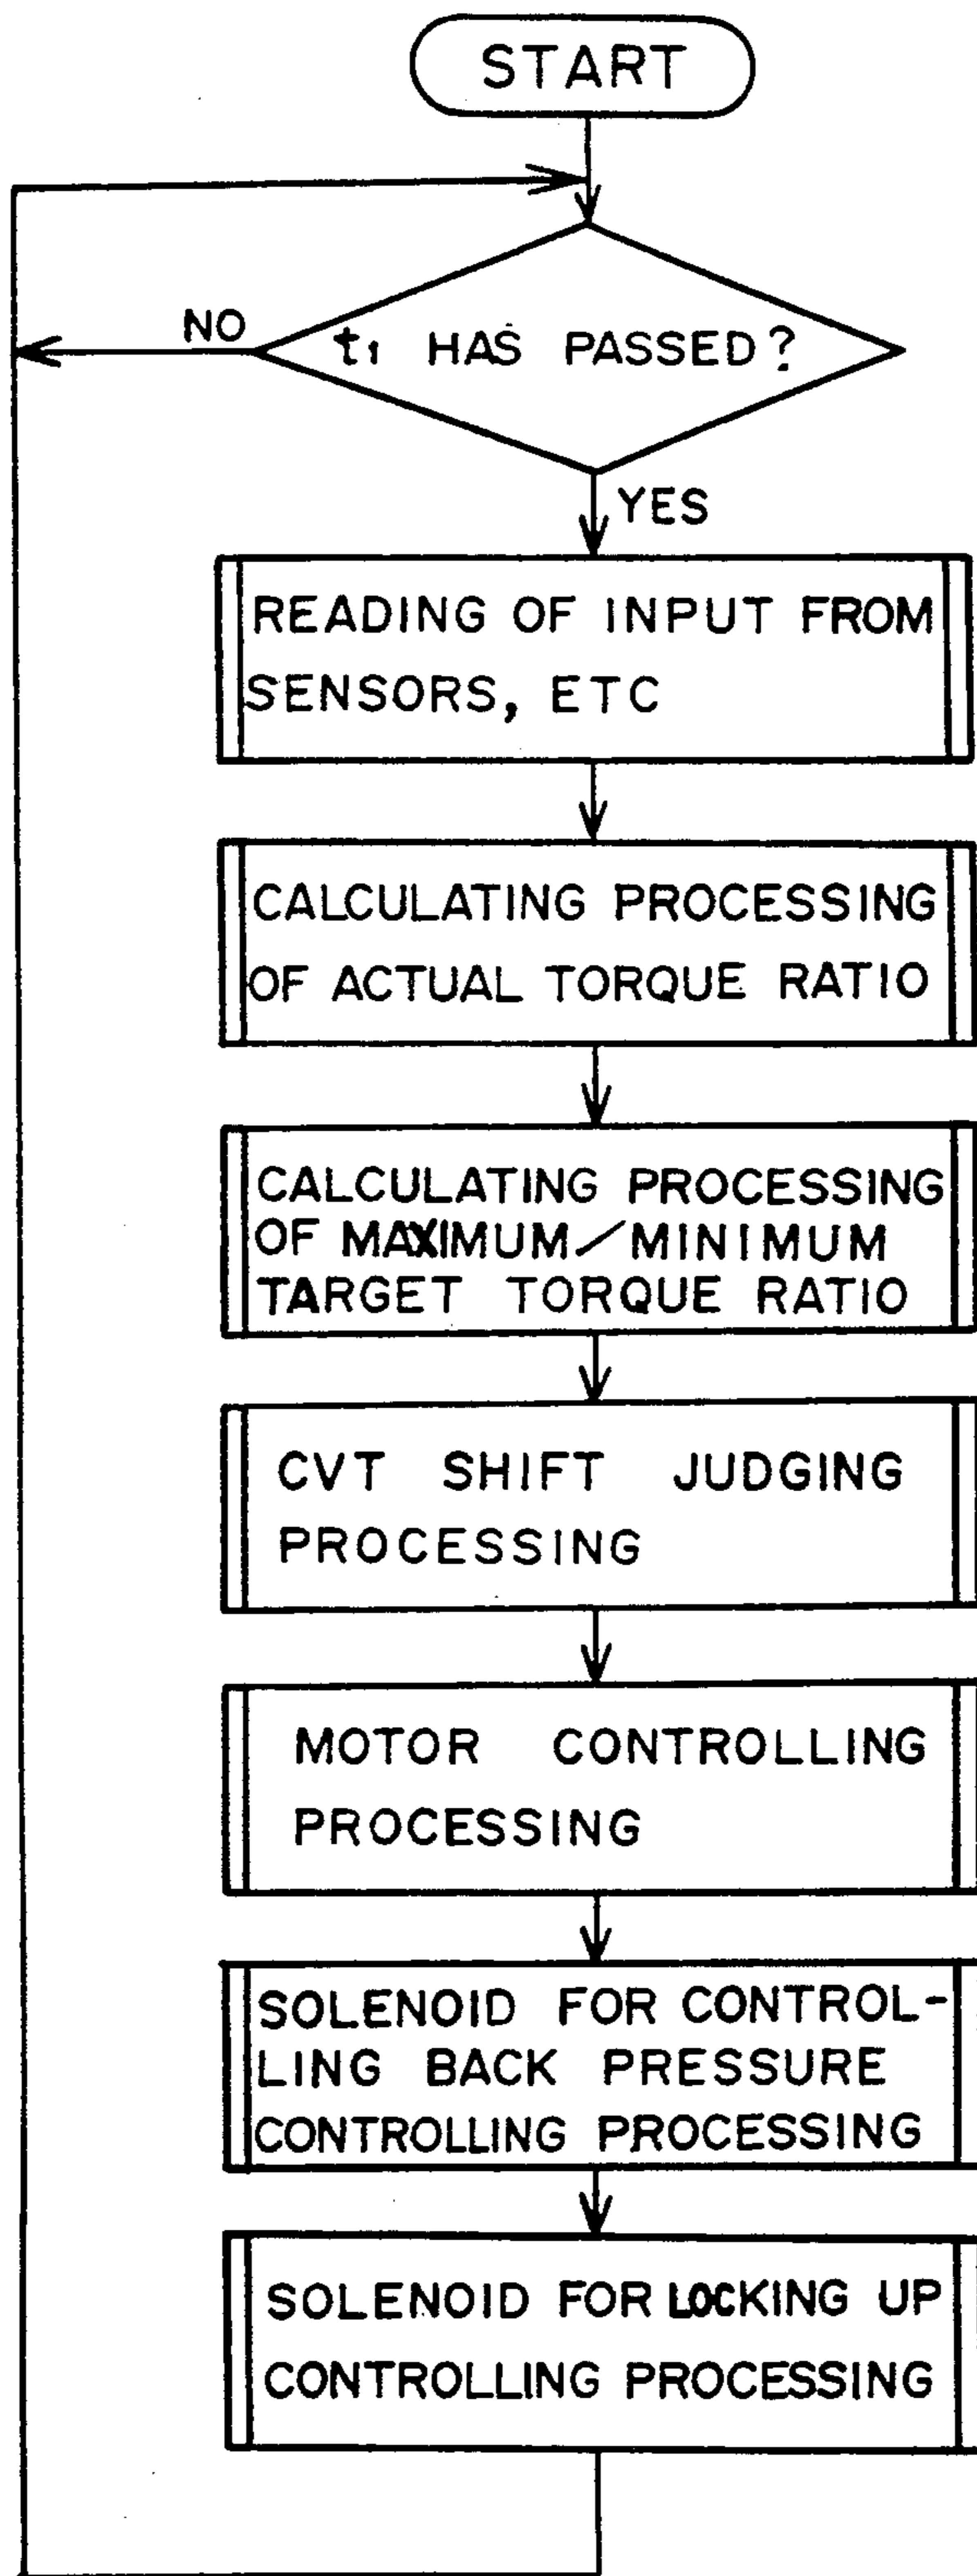 START
NO
t₁ HAS PASSED?
YES
READING OF INPUT FROM
SENSORS, ETC
CALCULATING PROCESSING
OF ACTUAL TORQUE RATIO
CALCULATING PROCESSING
OF MAXIMUM/MINIMUM
TARGET TORQUE RATIO
CVT SHIFT JUDGING
PROCESSING
MOTOR CONTROLLING
PROCESSING
SOLENOID FOR CONTROL-
LING BACK PRESSURE
CONTROLLING PROCESSING
SOLENOID FOR LOCKING UP
CONTROLLING PROCESSING